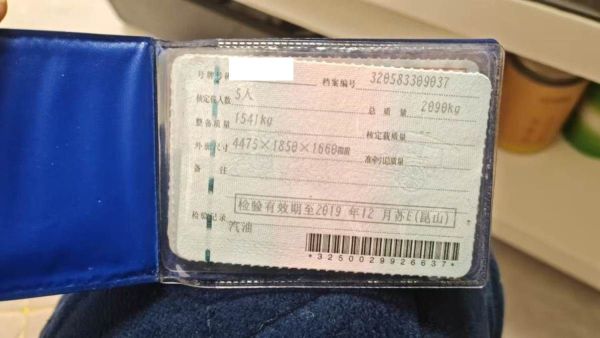 号牌号码 档案编号 320583309037
核定载人数 5人 总质量 2090kg
整备质量 1541kg 核定载质量 --
外廓尺寸 4475×1850×1660mm 准牵引总质量 --
备注
检验有效期至2019年12月苏E(昆山)
检验记录
汽油
*3250029926637*